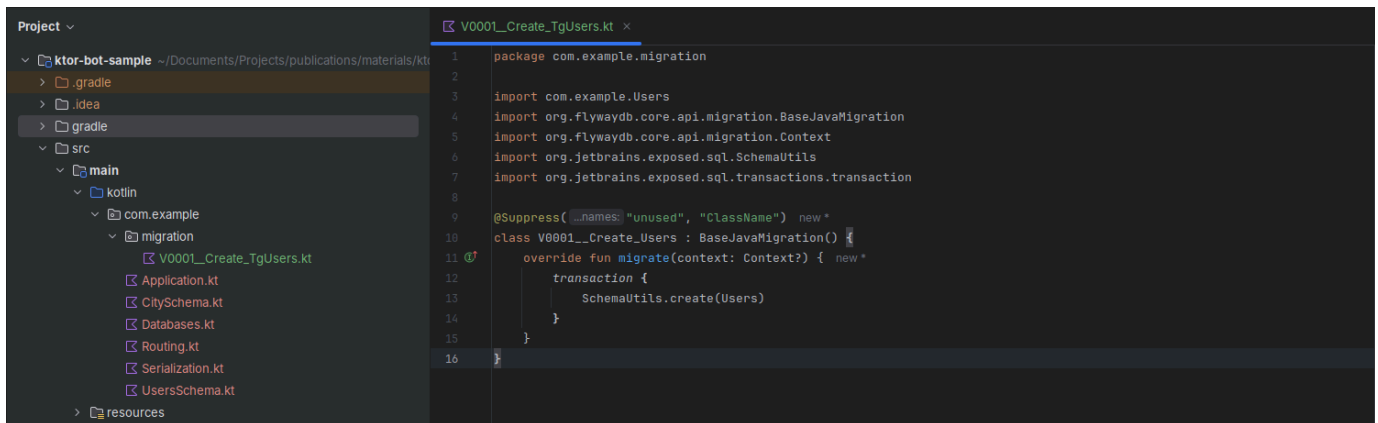 Project
ktor-bot-sample ~/Documents/Projects/publications/materials/kt
.gradle
.idea
gradle
src
main
kotlin
com.example
migration
V0001__Create_TgUsers.kt
Application.kt
CitySchema.kt
Databases.kt
Routing.kt
Serialization.kt
UsersSchema.kt
resources
V0001__Create_TgUsers.kt ×
1 package com.example.migration
2
3 import com.example.Users
4 import org.flywaydb.core.api.migration.BaseJavaMigration
5 import org.flywaydb.core.api.migration.Context
6 import org.jetbrains.exposed.sql.SchemaUtils
7 import org.jetbrains.exposed.sql.transactions.transaction
8
9 @Suppress( ...names: "unused", "ClassName") new *
10 class V0001__Create_Users : BaseJavaMigration() {
11 override fun migrate(context: Context?) { new *
12 transaction {
13 SchemaUtils.create(Users)
14 }
15 }
16 }